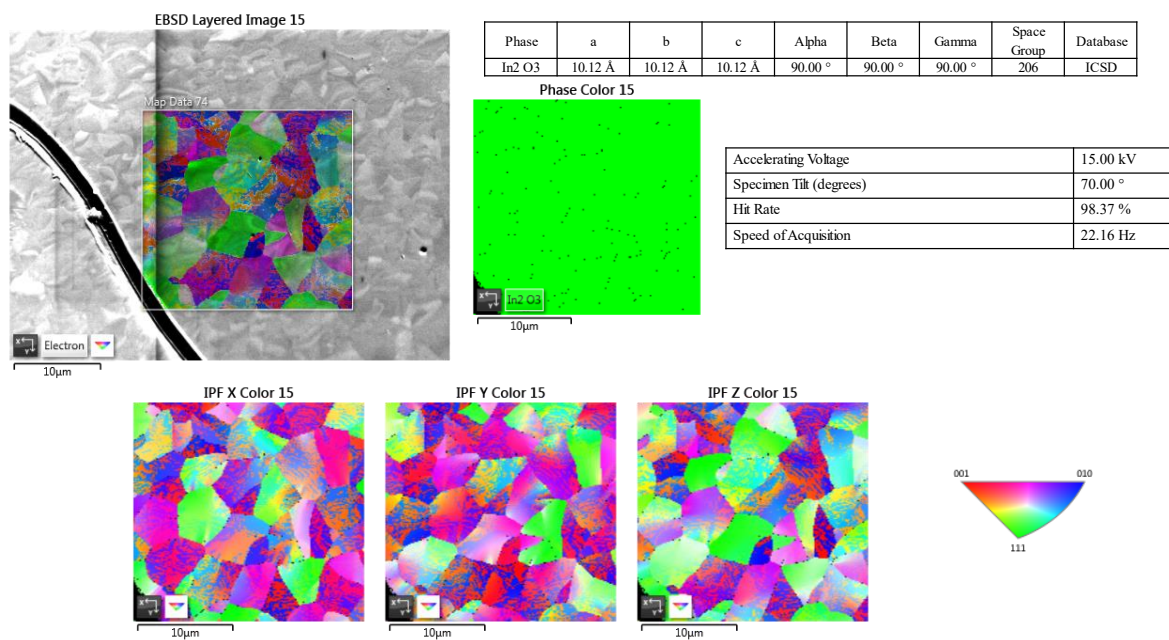 EBSD Layered Image 15
Map Data 74
Electron
10µm
Phase a b c Alpha Beta Gamma Space Group Database
In2 O3 10.12 Å 10.12 Å 10.12 Å 90.00 ° 90.00 ° 90.00 ° 206 ICSD
Phase Color 15
In2 O3
10µm
Accelerating Voltage 15.00 kV
Specimen Tilt (degrees) 70.00 °
Hit Rate 98.37 %
Speed of Acquisition 22.16 Hz
IPF X Color 15
10µm
IPF Y Color 15
10µm
IPF Z Color 15
10µm
001 010
111